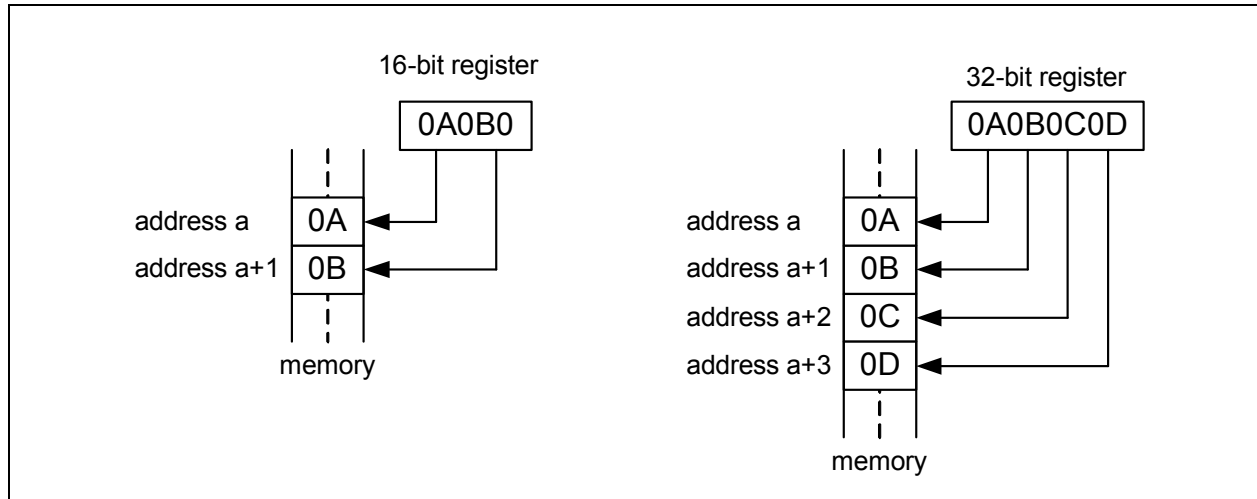 16-bit register
0A0B0
address a
0A
address a+1
0B
memory
32-bit register
0A0B0C0D
address a
0A
address a+1
0B
address a+2
0C
address a+3
0D
memory